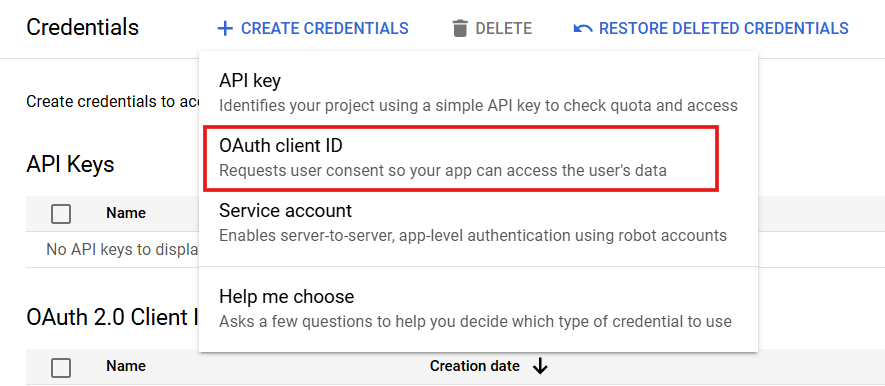 Credentials
CREATE CREDENTIALS
DELETE
RESTORE DELETED CREDENTIALS
Create credentials to
API key
Identifies your project using a simple API key to check quota and access
OAuth client ID
Requests user consent so your app can access the user's data
Service account
Enables server-to-server, app-level authentication using robot accounts
Help me choose
Asks a few questions to help you decide which type of credential to use
API Keys
Name
No API keys to displa
OAuth 2.0 Client I
Name
Creation date